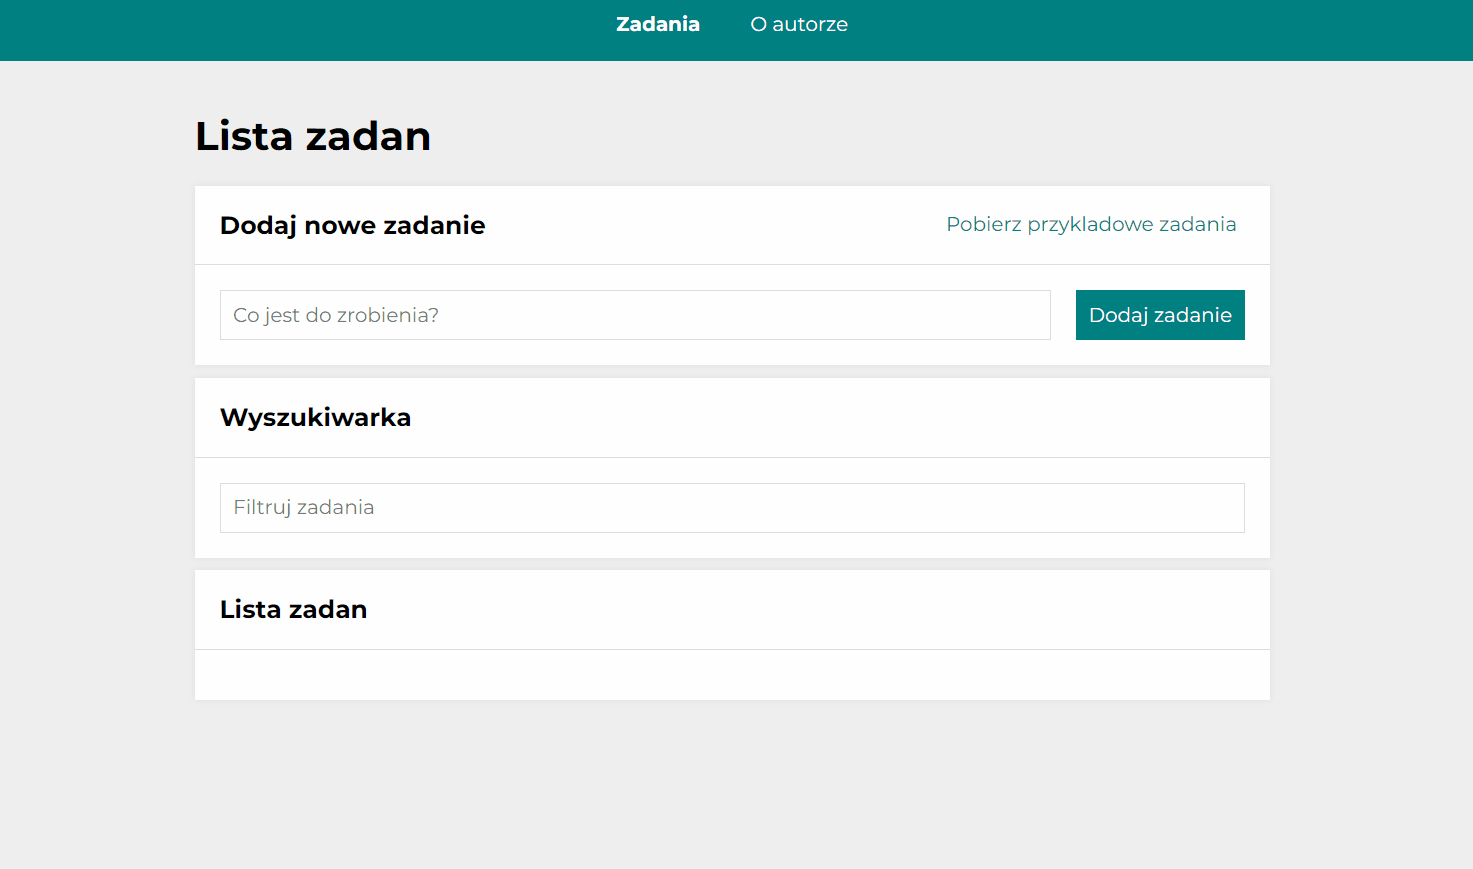 Zadania O autorze
Lista zadan
Dodaj nowe zadanie Pobierz przykladowe zadania
Co jest do zrobienia? Dodaj zadanie
Wyszukiwarka
Filtruj zadania
Lista zadan